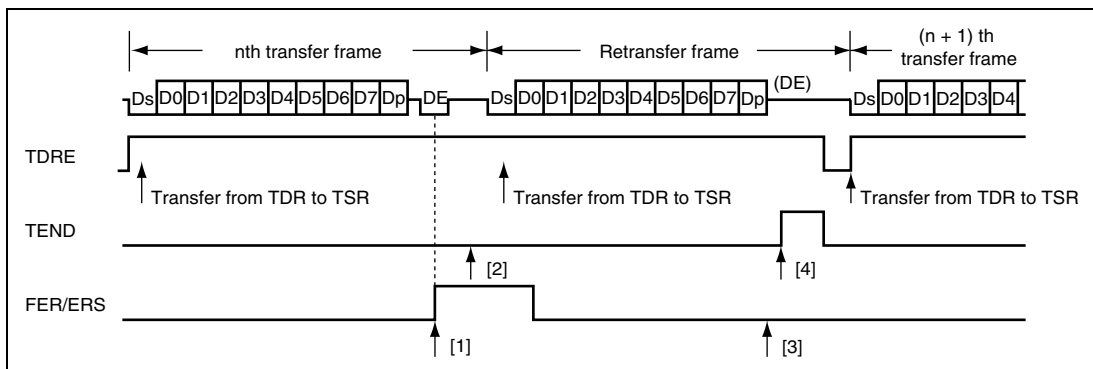 nth transfer frame Retransfer frame (n + 1) th
transfer frame
Ds D0 D1 D2 D3 D4 D5 D6 D7 Dp DE Ds D0 D1 D2 D3 D4 D5 D6 D7 Dp (DE) Ds D0 D1 D2 D3 D4
TDRE
Transfer from TDR to TSR Transfer from TDR to TSR Transfer from TDR to TSR
TEND
[2] [4]
FER/ERS
[1] [3]